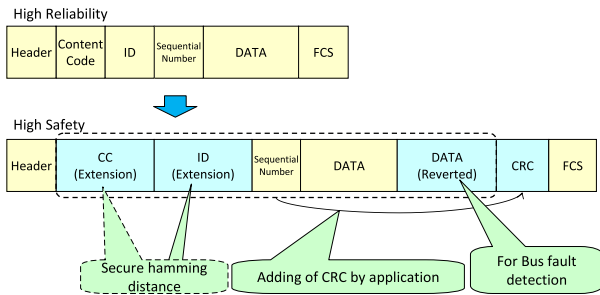 High Reliability
Header
Content
Code
ID
Sequential
Number
DATA
FCS
High Safety
Header
CC
(Extension)
ID
(Extension)
Sequential
Number
DATA
DATA
(Reverted)
CRC
FCS
Secure hamming
distance
Adding of CRC by application
For Bus fault
detection